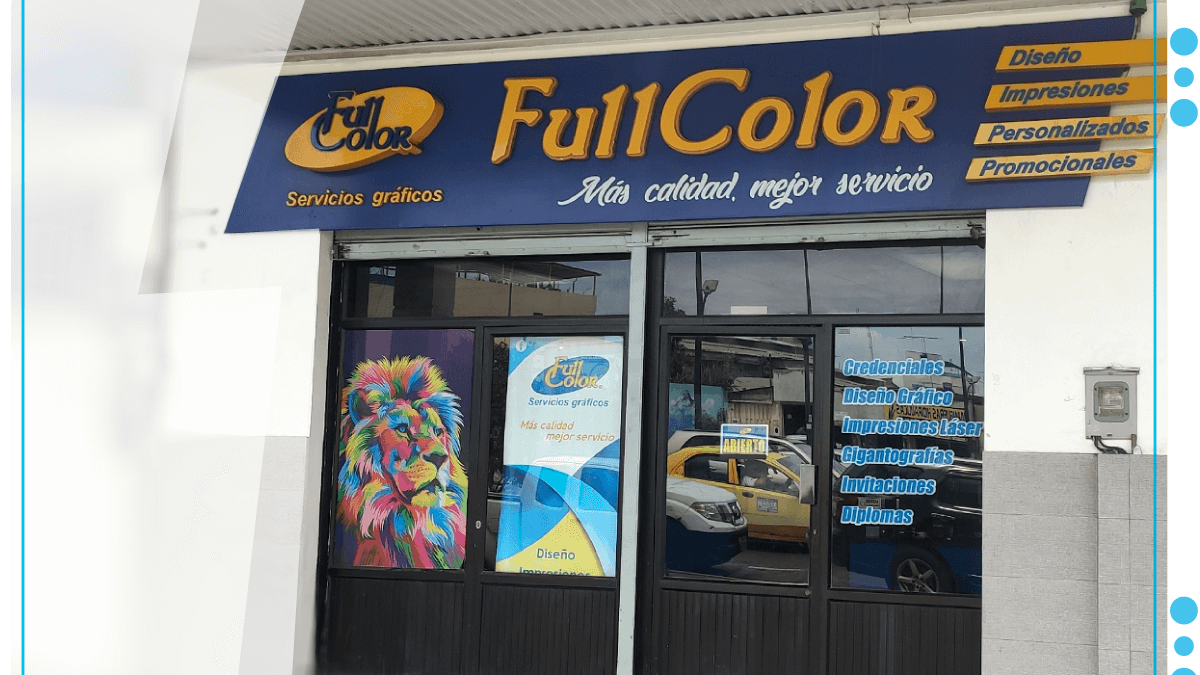 Full
Color
Servicios gráficos
FullColor
Más calidad, mejor servicio
Diseño
Impresiones
Personalizados
Promocionales
Full
Color
Servicios gráficos
Más calidad
mejor servicio
Diseño
Impresiones
ABIERTO
Credenciales
Diseño Gráfico
Impresiones Láser
Gigantografías
Invitaciones
Diplomas